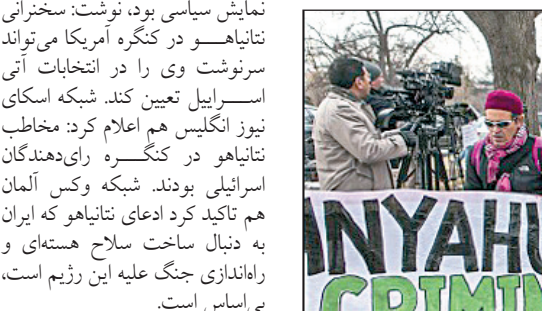 نمایش سیاسی بود، نوشت: سخنرانی
نتانیاهـــو در کنگره آمریکا می‌تواند
سرنوشت وی را در انتخابات آتی
اســـراییل تعیین کند. شبکه اسکای
نیوز انگلیس هم اعلام کرد: مخاطب
نتانیاهو در کنگـــره رای‌دهندگان
اسرائیلی بودند. شبکه وکس آلمان
هم تاکید کرد ادعای نتانیاهو که ایران
به دنبال ساخت سلاح هسته‌ای و
راه‌اندازی جنگ علیه این رژیم است،
بی‌اساس است.
ANYAHU
CRIMIN